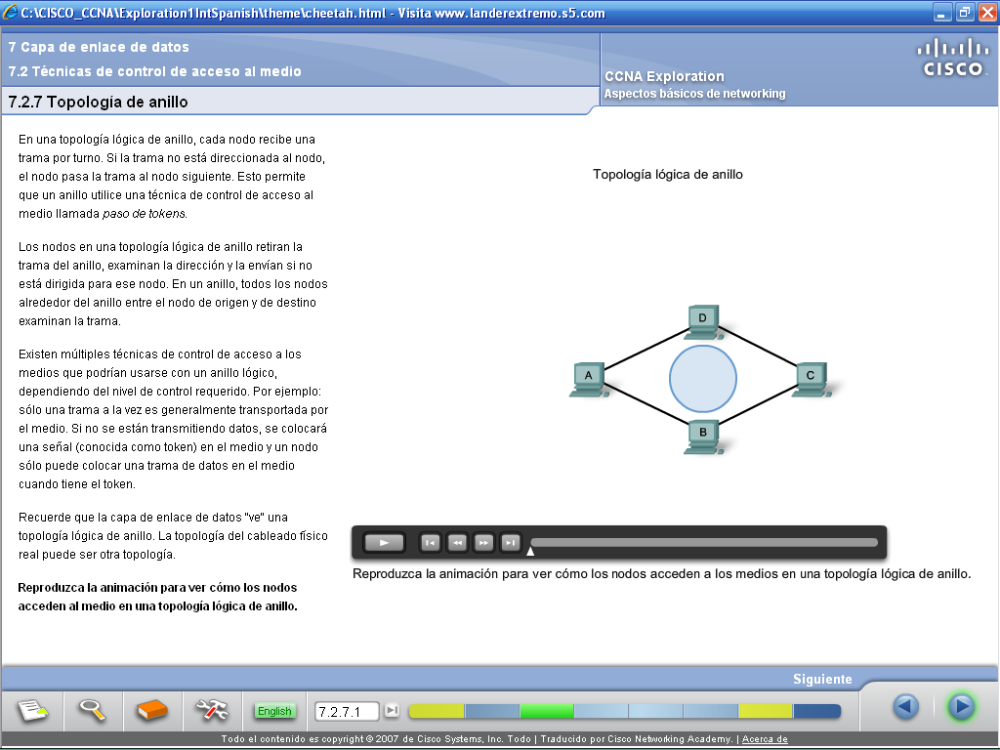 C:\CISCO_CCNA\Exploration1IntSpanish\theme\cheetah.html - Visita www.landerextremo.s5.com
7 Capa de enlace de datos
7.2 Técnicas de control de acceso al medio
CCNA Exploration
Aspectos básicos de networking
CISCO
7.2.7 Topología de anillo
En una topología lógica de anillo, cada nodo recibe una
trama por turno. Si la trama no está direccionada al nodo,
el nodo pasa la trama al nodo siguiente. Esto permite
que un anillo utilice una técnica de control de acceso al
medio llamada paso de tokens.
Los nodos en una topología lógica de anillo retiran la
trama del anillo, examinan la dirección y la envían si no
está dirigida para ese nodo. En un anillo, todos los nodos
alrededor del anillo entre el nodo de origen y de destino
examinan la trama.
Existen múltiples técnicas de control de acceso a los
medios que podrían usarse con un anillo lógico,
dependiendo del nivel de control requerido. Por ejemplo:
sólo una trama a la vez es generalmente transportada por
el medio. Si no se están transmitiendo datos, se colocará
una señal (conocida como token) en el medio y un nodo
sólo puede colocar una trama de datos en el medio
cuando tiene el token.
Recuerde que la capa de enlace de datos "ve" una
topología lógica de anillo. La topología del cableado físico
real puede ser otra topología.
Reproduzca la animación para ver cómo los nodos
acceden al medio en una topología lógica de anillo.
Topología lógica de anillo
D
A
C
B
Reproduzca la animación para ver cómo los nodos acceden a los medios en una topología lógica de anillo.
Siguiente
English
7.2.7.1
Todo el contenido es copyright © 2007 de Cisco Systems, Inc. Todo | Traducido por Cisco Networking Academy. | Acerca de